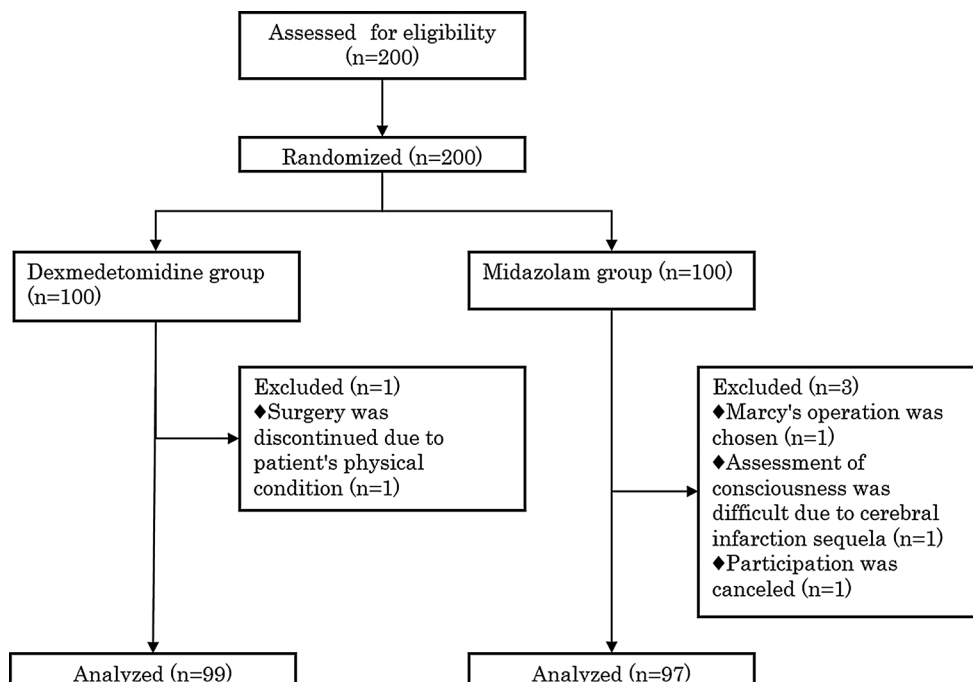 Assessed for eligibility
(n=200)
Randomized (n=200)
Dexmedetomidine group
(n=100)
Midazolam group (n=100)
Excluded (n=1)
♦Surgery was
discontinued due to
patient's physical
condition (n=1)
Excluded (n=3)
♦Marcy's operation was
chosen (n=1)
♦Assessment of
consciousness was
difficult due to cerebral
infarction sequela (n=1)
♦Participation was
canceled (n=1)
Analyzed (n=99)
Analyzed (n=97)